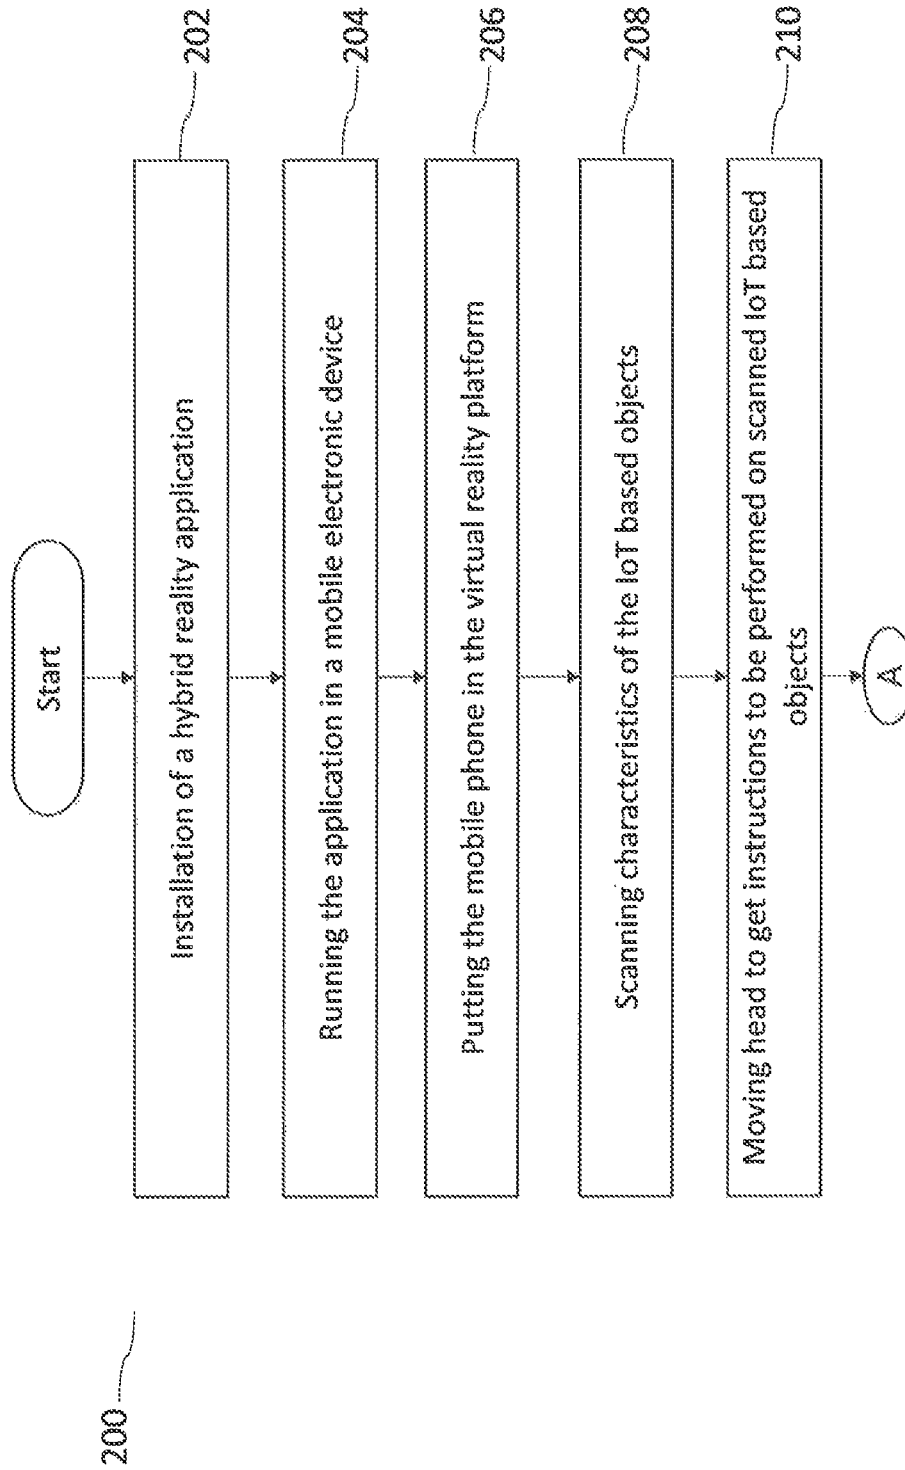 200
Start
Installation of a hybrid reality application
202
Running the application in a mobile electronic device
204
Putting the mobile phone in the virtual reality platform
206
Scanning characteristics of the IoT based objects
208
Moving head to get instructions to be performed on scanned IoT based
objects
210
A